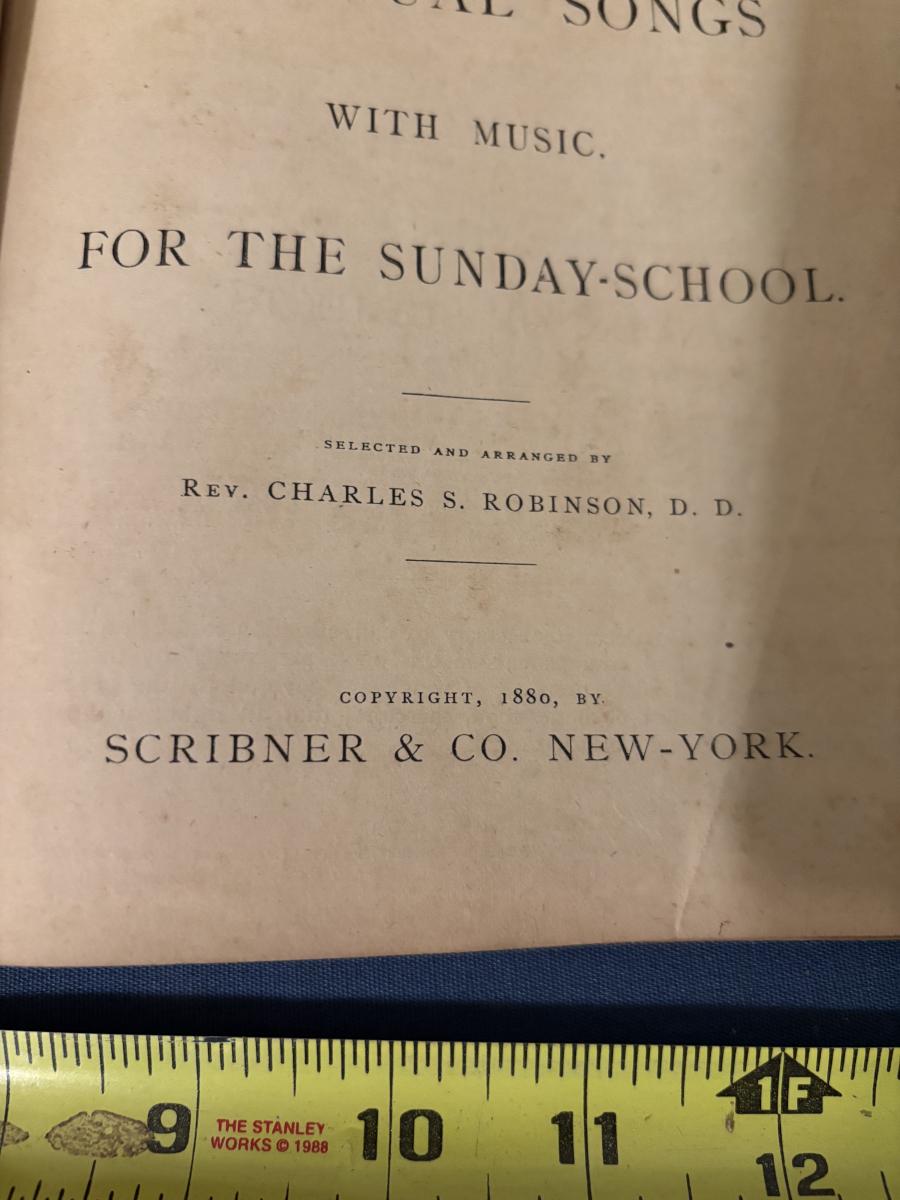 SONGS
WITH MUSIC.
FOR THE SUNDAY-SCHOOL.
SELECTED AND ARRANGED BY
REV. CHARLES S. ROBINSON, D. D.
COPYRIGHT, 1880, BY
SCRIBNER & CO. NEW-YORK.
1F
9 THE STANLEY 10 11 12
WORKS © 1988